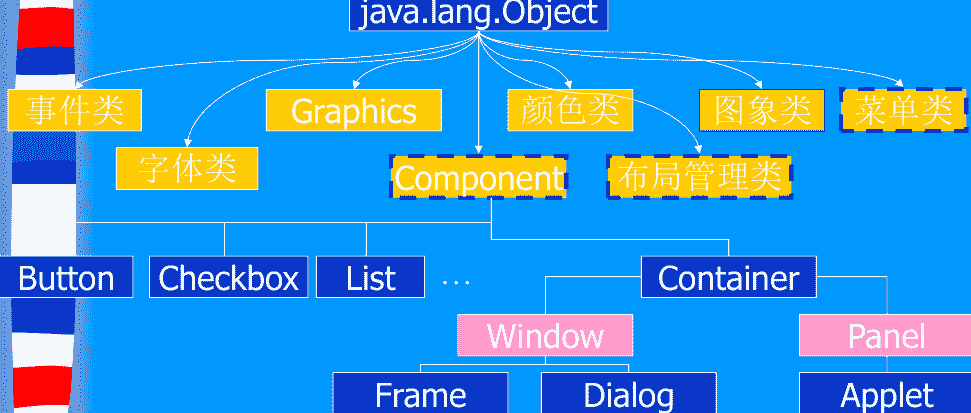 java.lang.Object
事件类
Graphics
颜色类
图象类
菜单类
字体类
Component
布局管理类
Button
Checkbox
List
...
Container
Window
Panel
Frame
Dialog
Applet